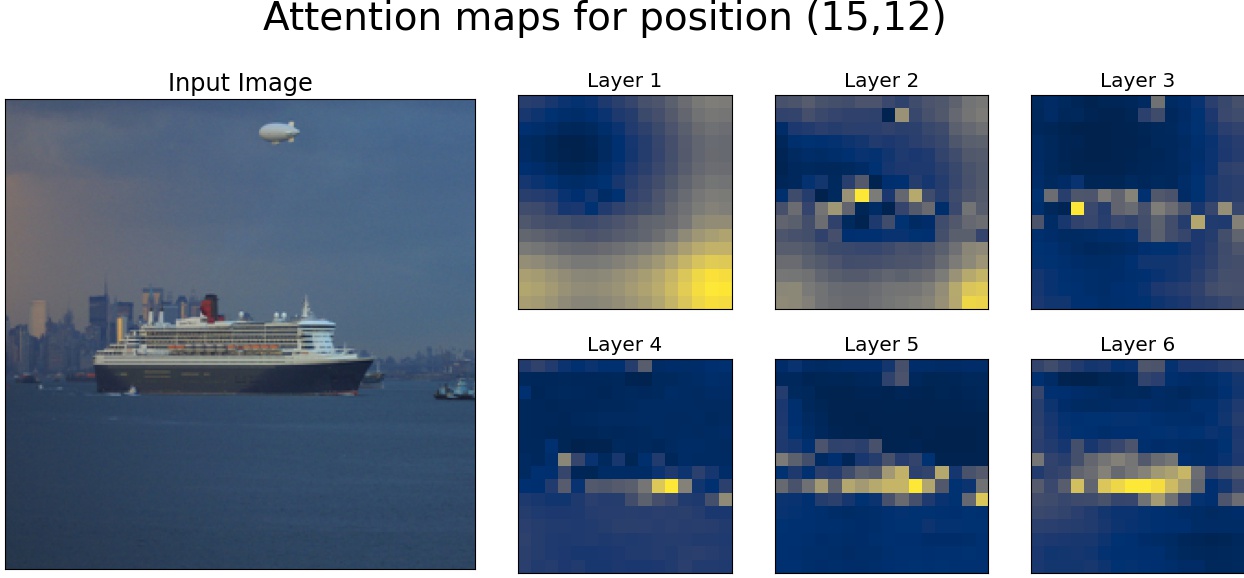 Attention maps for position (15,12)
Input Image
Layer 1
Layer 2
Layer 3
Layer 4
Layer 5
Layer 6